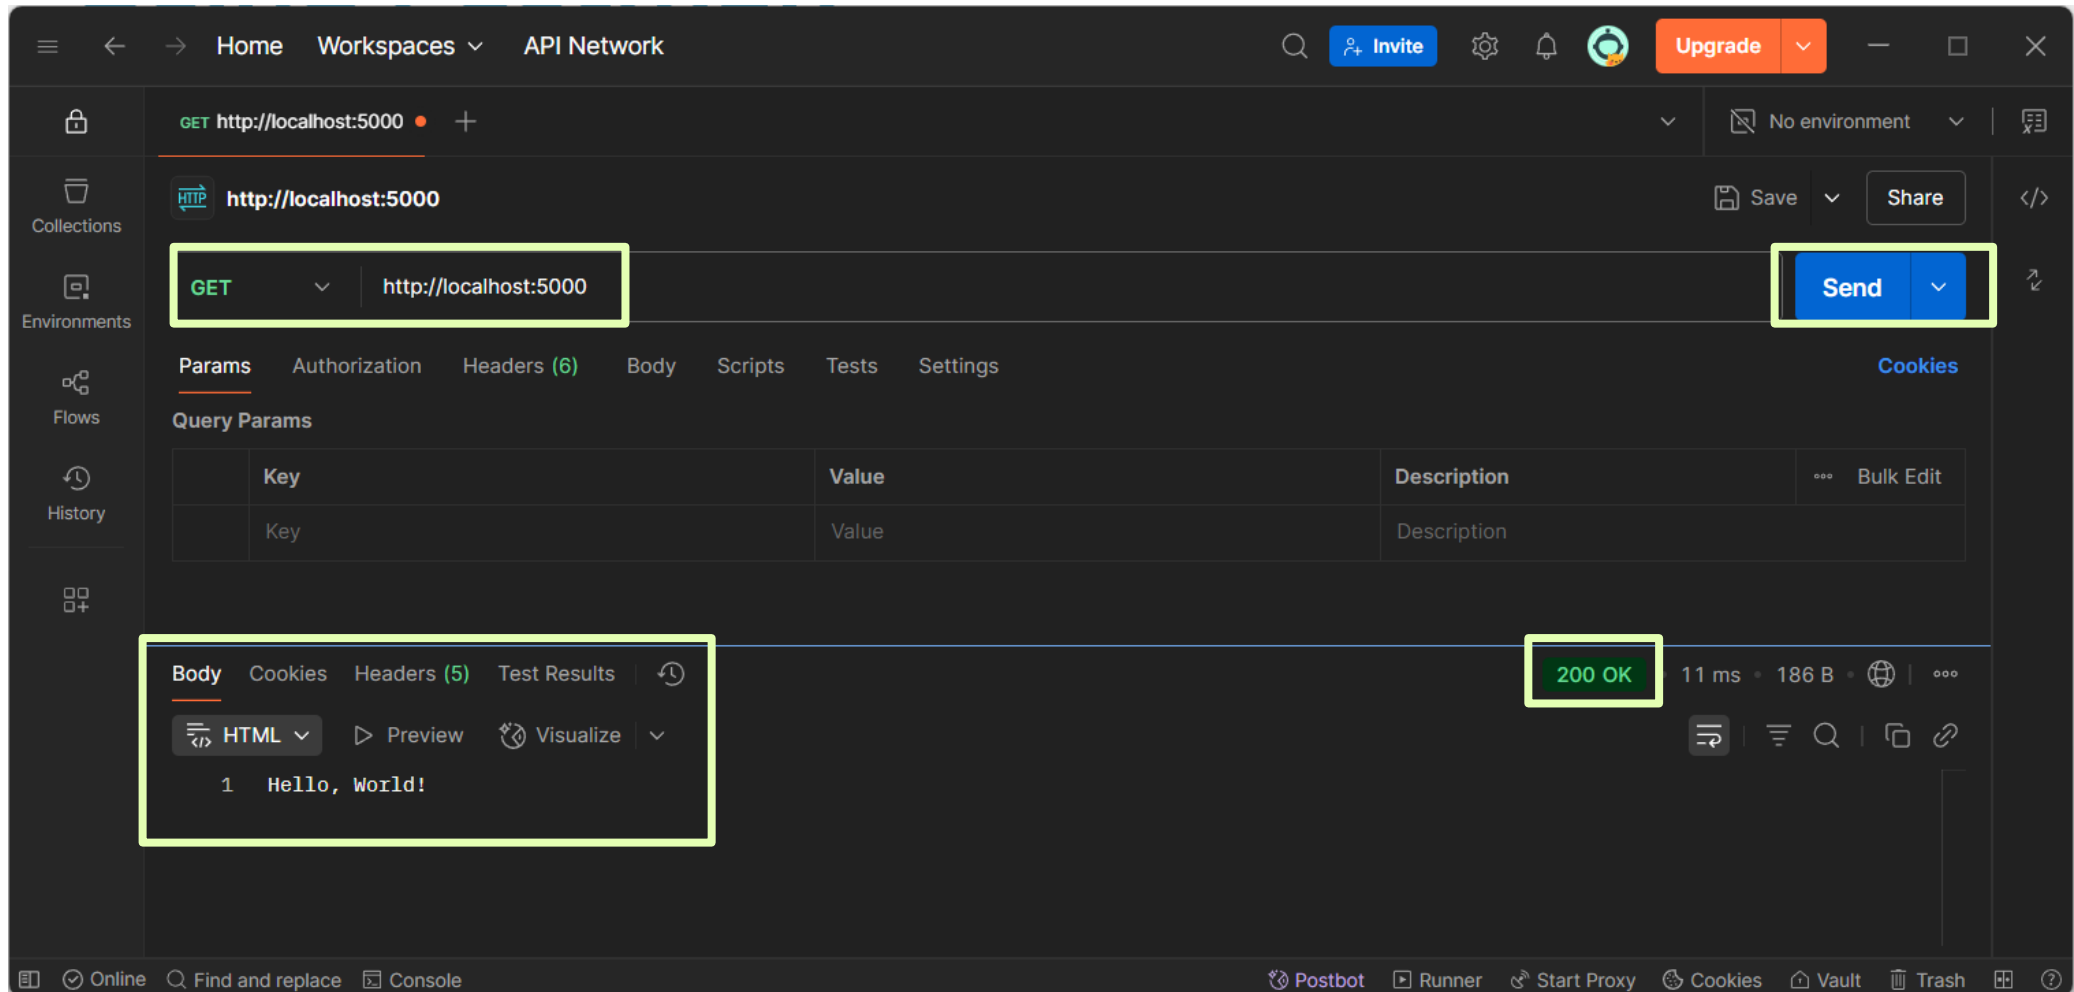 Home Workspaces API Network Invite Upgrade
GET http://localhost:5000 No environment
HTTP http://localhost:5000 Save Share
Collections
GET http://localhost:5000 Send
Environments
Params Authorization Headers (6) Body Scripts Tests Settings Cookies
Flows
Query Params
Key Value Description Bulk Edit
History
Key Value Description
Body Cookies Headers (5) Test Results 200 OK 11 ms 186 B
HTML Preview Visualize
1 Hello, World!
Online Find and replace Console Postbot Runner Start Proxy Cookies Vault Trash